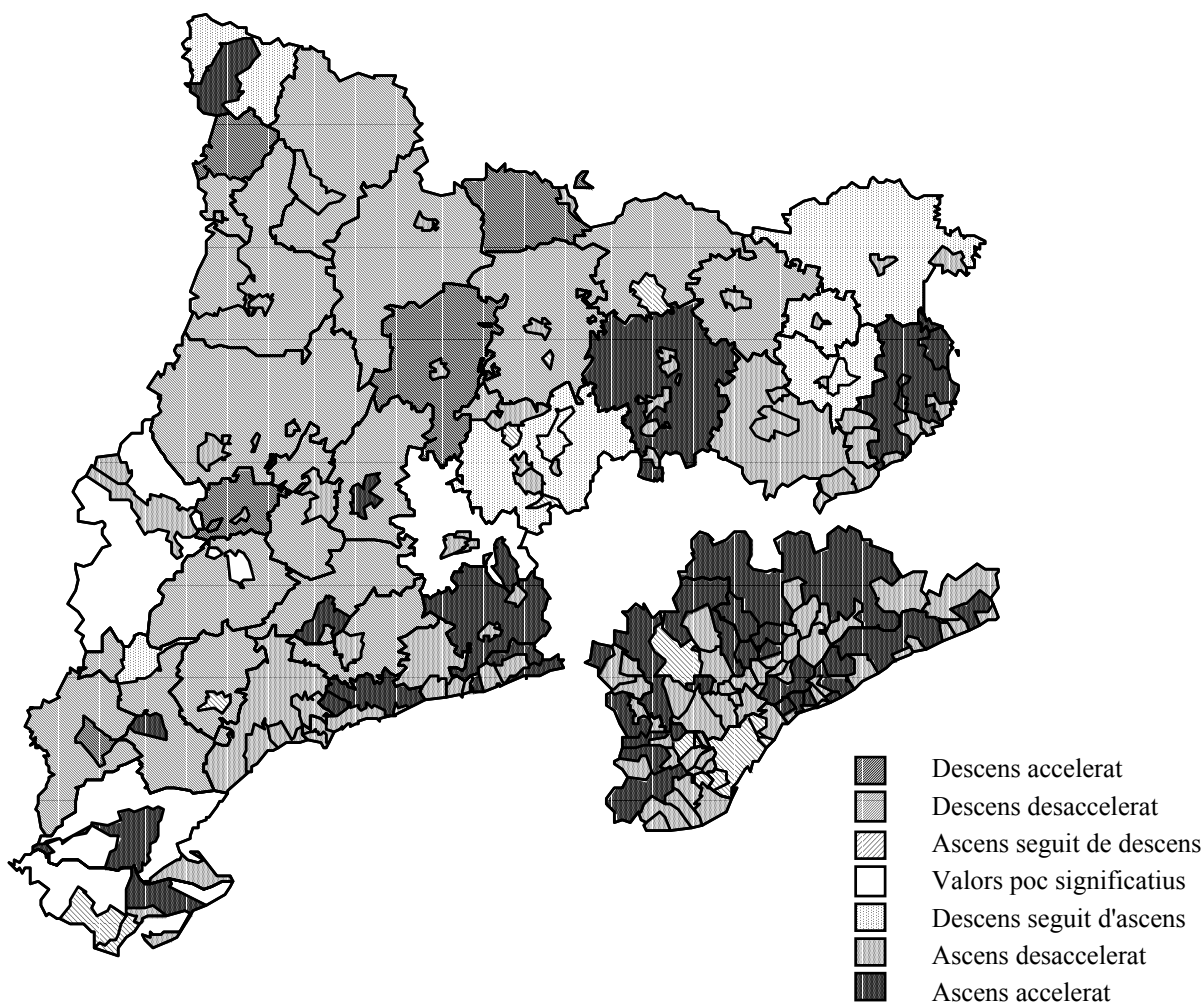 Descens accelerat
Descens desaccelerat
Ascens seguit de descens
Valors poc significatius
Descens seguit d'ascens
Ascens desaccelerat
Ascens accelerat